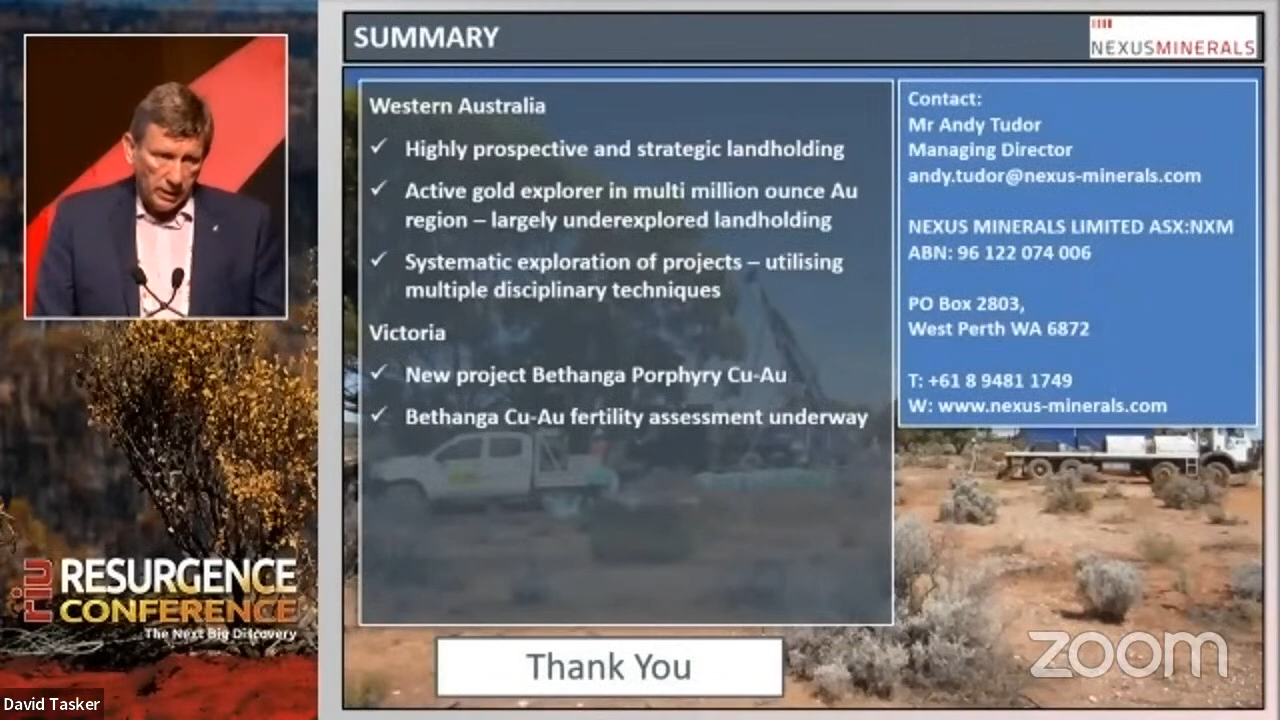 SUMMARY
NEXUSMINERALS
Western Australia
✓ Highly prospective and strategic landholding
✓ Active gold explorer in multi million ounce Au
region – largely underexplored landholding
✓ Systematic exploration of projects – utilising
multiple disciplinary techniques
Victoria
✓ New project Bethanga Porphyry Cu-Au
✓ Bethanga Cu-Au fertility assessment underway
Contact:
Mr Andy Tudor
Managing Director
andy.tudor@nexus-minerals.com
NEXUS MINERALS LIMITED ASX:NXM
ABN: 96 122 074 006
PO Box 2803,
West Perth WA 6872
T: +61 8 9481 1749
W: www.nexus-minerals.com
Thank You
riu RESURGENCE
CONFERENCE
The Next Big Discovery
David Tasker
zoom